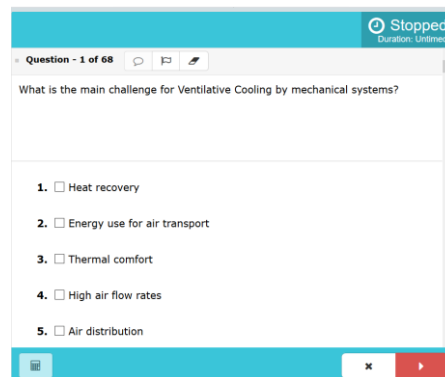 Stopped
Duration: Untimed
Question - 1 of 68
What is the main challenge for Ventilative Cooling by mechanical systems?
1. Heat recovery
2. Energy use for air transport
3. Thermal comfort
4. High air flow rates
5. Air distribution